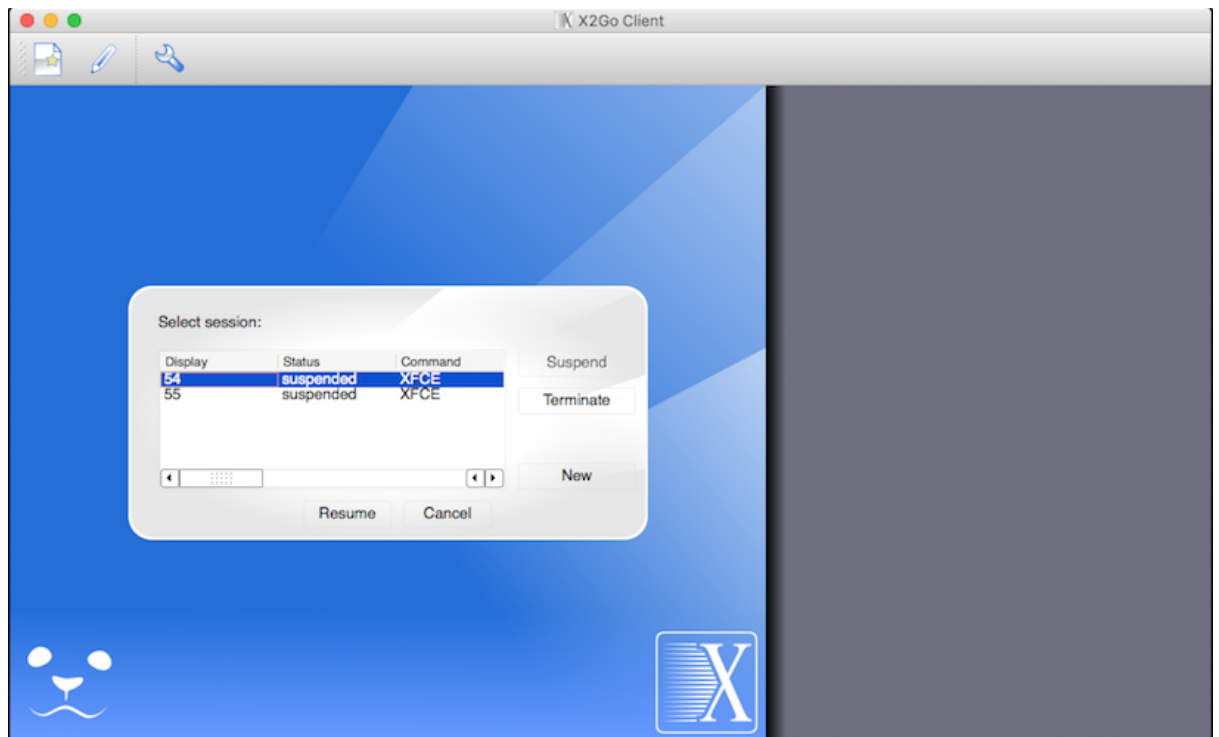 X2Go Client
Select session:
Display Status Command
54 suspended XFCE
55 suspended XFCE
Suspend
Terminate
New
Resume Cancel
X